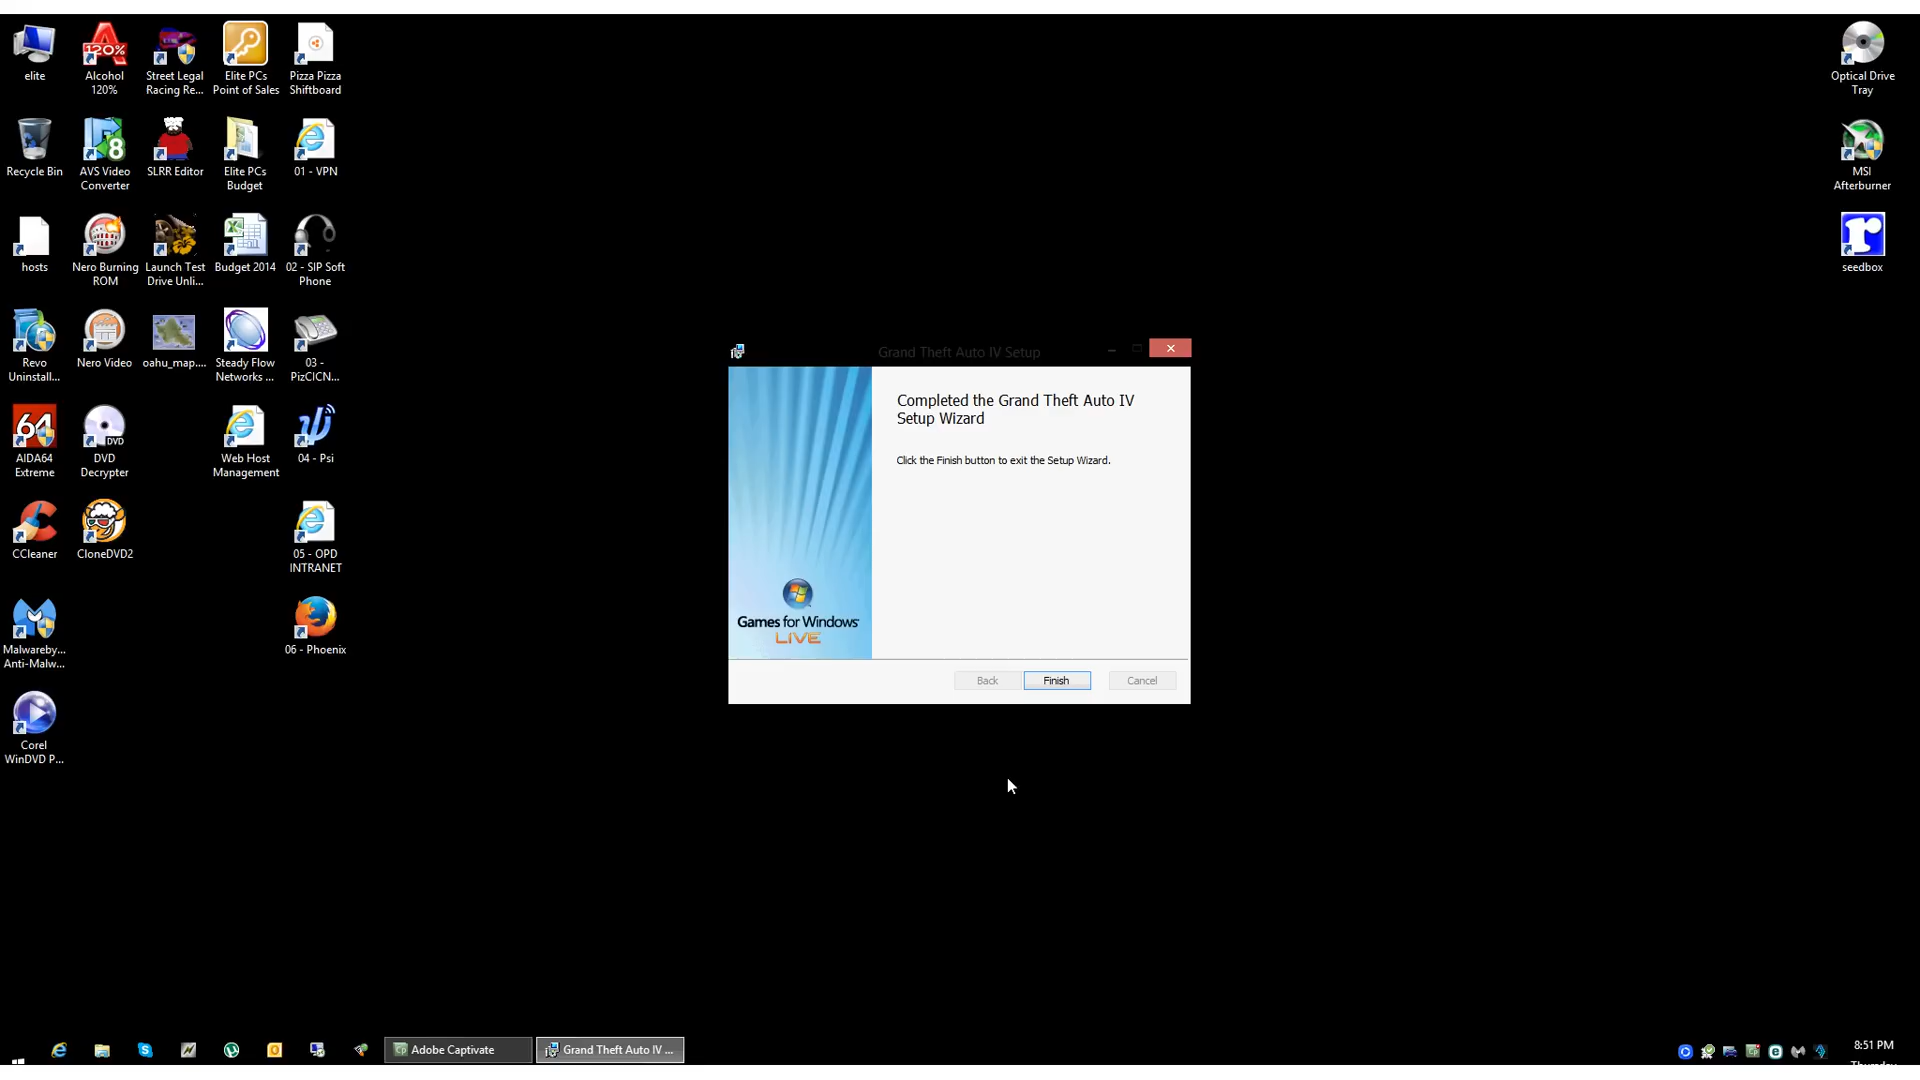 elite
Alcohol
120%
Street Legal
Racing Re...
Elite PCs
Point of Sales
Pizza Pizza
Shiftboard
Optical Drive
Tray
Recycle Bin
AVS Video
Converter
SLRR Editor
Elite PCs
Budget
01 - VPN
MSI
Afterburner
hosts
Nero Burning
ROM
Launch Test
Drive Unli...
Budget 2014
02 - SIP Soft
Phone
seedbox
Revo
Uninstall...
Nero Video
oahu_map....
Steady Flow
Networks ...
03 -
PizCICN...
64
AIDA64
Extreme
DVD
DVD
Decrypter
Web Host
Management
04 - Psi
CCleaner
CloneDVD2
05 - OPD
INTRANET
Malwareby...
Anti-Malw...
06 - Phoenix
Corel
WinDVD P...
Grand Theft Auto IV Setup
Completed the Grand Theft Auto IV
Setup Wizard
Click the Finish button to exit the Setup Wizard.
Games for Windows
LIVE
Back
Finish
Cancel
Adobe Captivate
Grand Theft Auto IV ...
8:51 PM